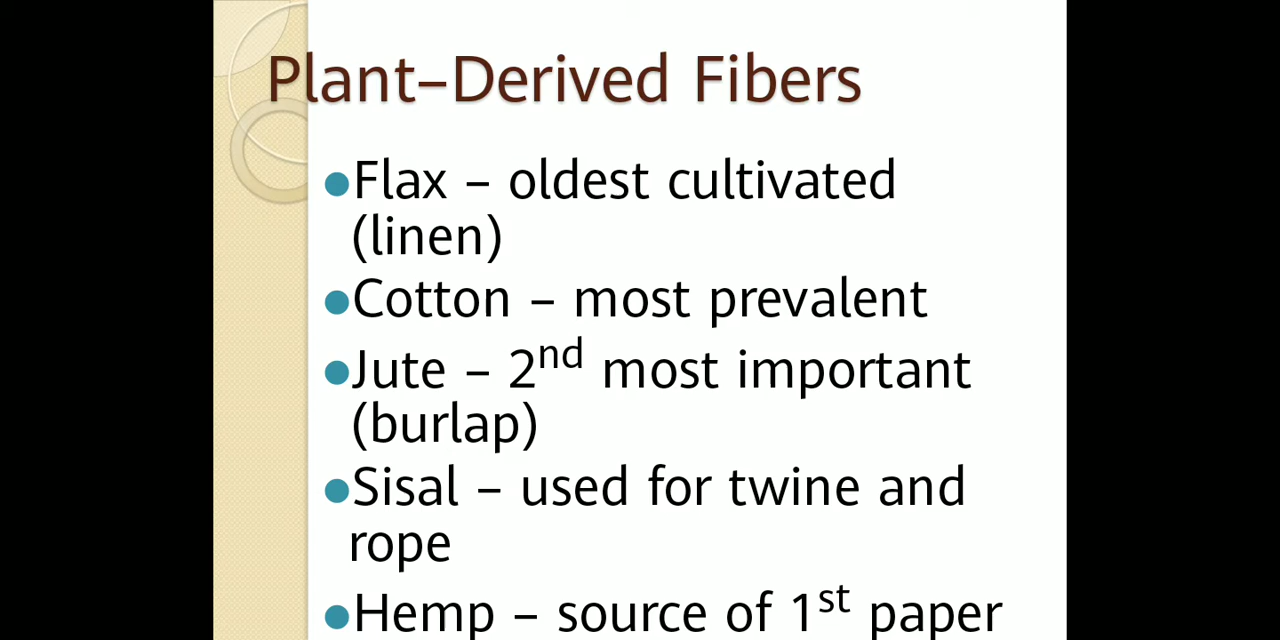 Plant–Derived Fibers
•Flax – oldest cultivated
(linen)
•Cotton – most prevalent
•Jute – 2nd most important
(burlap)
•Sisal – used for twine and
rope
•Hemp – source of 1st paper